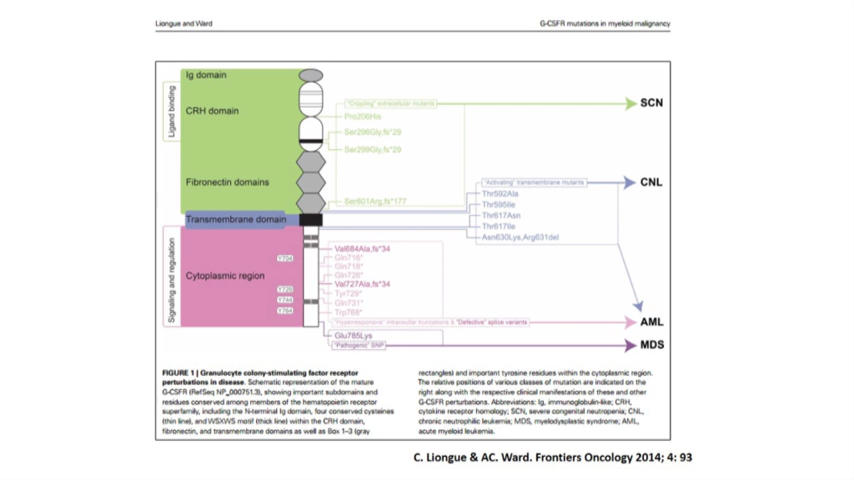 Liongue and Ward
G-CSFR mutations in myeloid malignancy
Ligand binding
Signaling and regulation
Ig domain
CRH domain
Fibronectin domains
Transmembrane domain
Cytoplasmic region
"Crippling" extracellular mutants
SCN
Pro206His
Ser296Gly,fs*29
Ser299Gly,fs*29
Ser601Arg,fs*177
"Activating" transmembrane mutants
CNL
Thr592Ala
Thr595Ile
Thr617Asn
Thr617Ile
Asn630Lys,Arg631del
Val684Ala,fs*34
Y704
Gln716*
Gln718*
Gln726*
Val727Ala,fs*34
Y729
Tyr729*
Gln731*
Y744
Trp768*
Y764
"Hyperresponsive" intracellular truncations & "Defective" splice variants
AML
Glu785Lys
"Pathogenic" SNP
MDS
FIGURE 1 | Granulocyte colony-stimulating factor receptor
perturbations in disease. Schematic representation of the mature
G-CSFR (RefSeq NP_000751.3), showing important subdomains and
residues conserved among members of the hematopoietin receptor
superfamily, including the N-terminal Ig domain, four conserved cysteines
(thin line), and WSXWS motif (thick line) within the CRH domain,
fibronectin, and transmembrane domains as well as Box 1–3 (gray
rectangles) and important tyrosine residues within the cytoplasmic region.
The relative positions of various classes of mutation are indicated on the
right along with the respective clinical manifestations of these and other
G-CSFR perturbations. Abbreviations: Ig, immunoglobulin-like; CRH,
cytokine receptor homology; SCN, severe congenital neutropenia; CNL,
chronic neutrophilic leukemia; MDS, myelodysplastic syndrome; AML,
acute myeloid leukemia.
C. Liongue & AC. Ward. Frontiers Oncology 2014; 4: 93